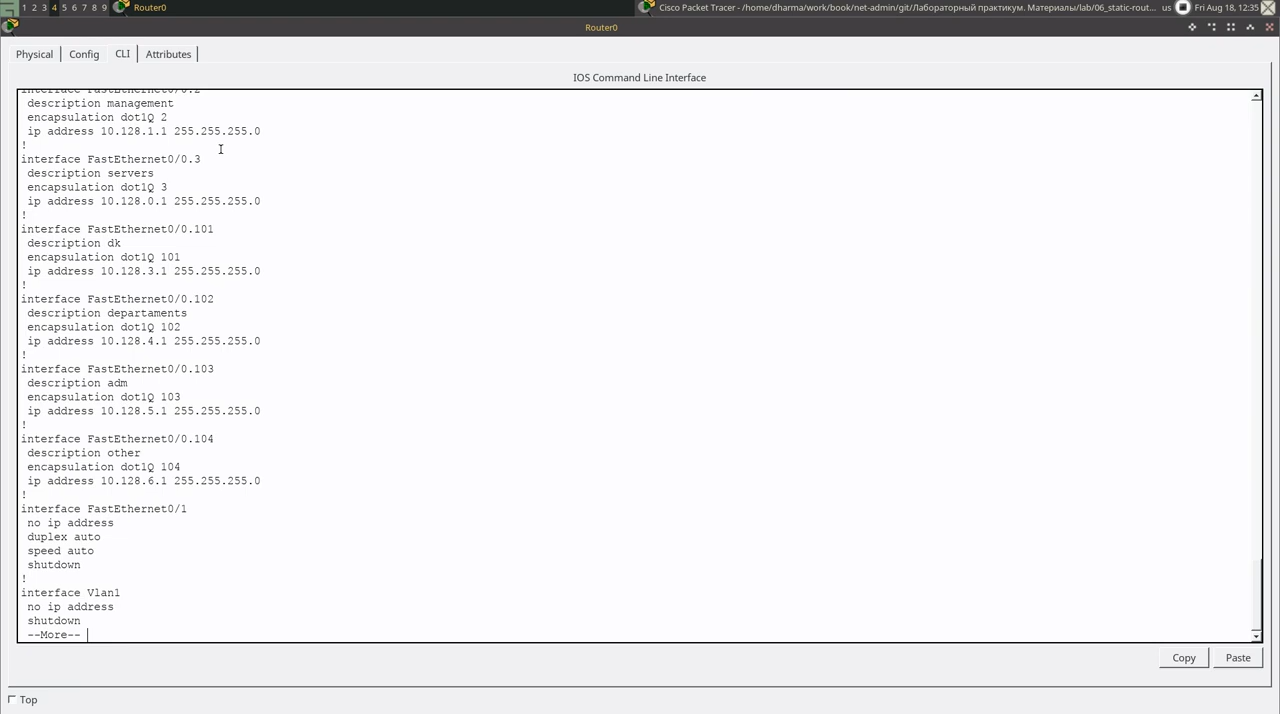 1 2 3 4 5 6 7 8 9 Router0 Cisco Packet Tracer - /home/dharma/work/book/net-admin/git/Лабораторный практикум. Материалы/lab/06_static-rout... us Fri Aug 18, 12:35
Router0
Physical Config CLI Attributes
IOS Command Line Interface
interface FastEthernet0/0.2
description management
encapsulation dot1Q 2
ip address 10.128.1.1 255.255.255.0
!
interface FastEthernet0/0.3
description servers
encapsulation dot1Q 3
ip address 10.128.0.1 255.255.255.0
!
interface FastEthernet0/0.101
description dk
encapsulation dot1Q 101
ip address 10.128.3.1 255.255.255.0
!
interface FastEthernet0/0.102
description departaments
encapsulation dot1Q 102
ip address 10.128.4.1 255.255.255.0
!
interface FastEthernet0/0.103
description adm
encapsulation dot1Q 103
ip address 10.128.5.1 255.255.255.0
!
interface FastEthernet0/0.104
description other
encapsulation dot1Q 104
ip address 10.128.6.1 255.255.255.0
!
interface FastEthernet0/1
no ip address
duplex auto
speed auto
shutdown
!
interface Vlan1
no ip address
shutdown
--More--
Copy Paste
Top